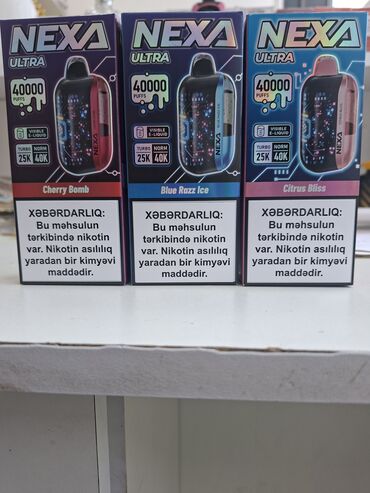 NEXA
ULTRA
40000
PUFFS
VISIBLE
E-LIQUID
TURBO
25K
NORM
40K
NEXA
Cherry Bomb
XƏBƏRDARLIQ:
Bu məhsulun
tərkibində nikotin
var. Nikotin asılılıq
yaradan bir kimyəvi
maddədir.
NEXA
ULTRA
40000
PUFFS
VISIBLE
E-LIQUID
TURBO
25K
NORM
40K
NEXA
Blue Razz Ice
XƏBƏRDARLIQ:
Bu məhsulun
tərkibində nikotin
var. Nikotin asılılıq
yaradan bir kimyəvi
maddədir.
NEXA
ULTRA
40000
PUFFS
VISIBLE
E-LIQUID
TURBO
25K
NORM
40K
NEXA
Citrus Bliss
XƏBƏRDARLIQ:
Bu məhsulun
tərkibində nikotin
var. Nikotin asılılıq
yaradan bir kimyəvi
maddədir.